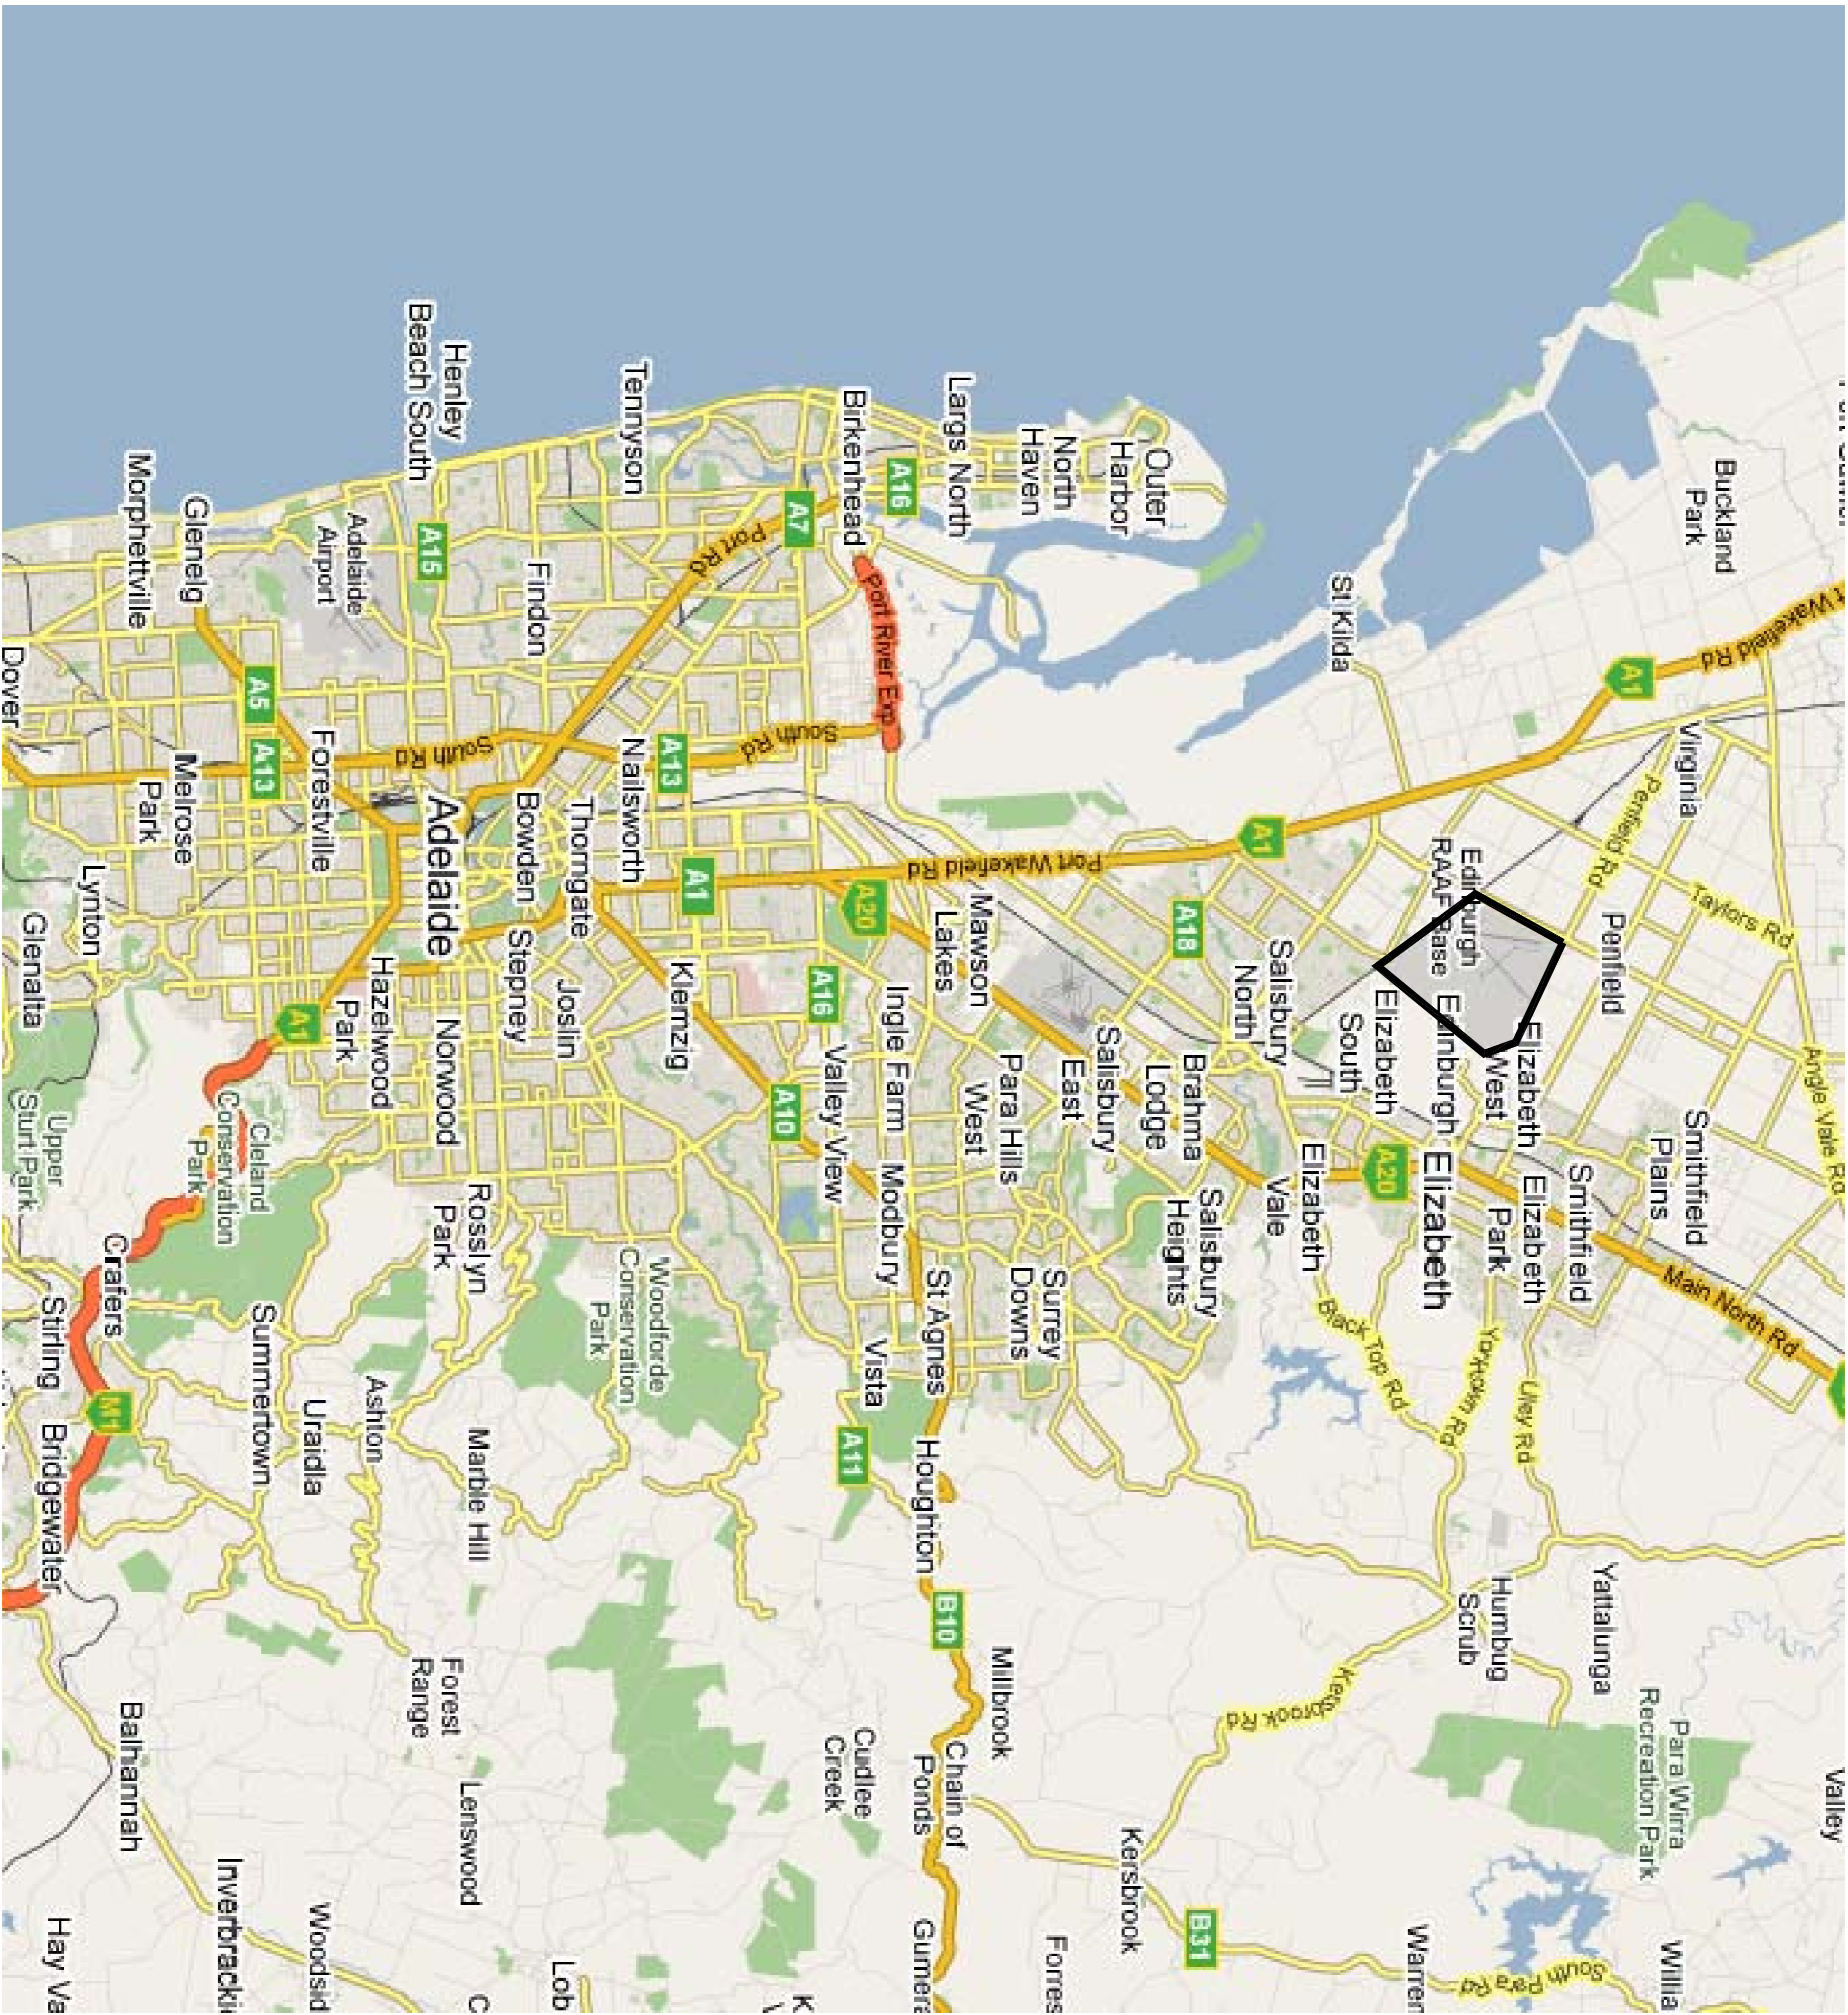 t Wakefield Rd
Valley
Angle Vale Rd
Taylors Rd
Main North Rd
Buckland
Park
Virginia
Smithfield
Plains
Para Wirra
Recreation Park
Willia
A1
Port Wakefield Rd
Penfield Rd
Penfield
Yattalunga
Smithfield
South Para Rd
Elizabeth
West
Elizabeth
Park
Uley Rd
Humbug
Scrub
Edinburgh
RAAF Base
Edinburgh
Elizabeth
Yorktown Rd
Warren
Elizabeth
South
A20
Black Top Rd
St Kilda
Elizabeth
Vale
Kersbrook Rd
Salisbury
North
A1
A18
Salisbury
Heights
B31
Brahma
Lodge
Outer
Harbor
Salisbury
East
Kersbrook
North
Haven
Surrey
Downs
Forres
Para Hills
West
Millbrook
Mawson
Lakes
Largs North
St Agnes
Houghton
B10
Chain of
Ponds
Gumera
A16
Port River Exp
Ingle Farm
Modbury
Birkenhead
A20
Vista
A11
Cudlee
Creek
A16
Valley View
A7
South Rd
A10
Port Rd
A1
A13
Klemzig
Tennyson
Nailsworth
Woodforde
Conservation
Park
Thorngate
Joslin
Lob
Findon
Bowden
Stepney
Rosslyn
Park
Marble Hill
Lenswood
Henley
Beach South
South Rd
Adelaide
Norwood
Forest
Range
A15
Adelaide
Airport
Hazelwood
Park
Ashton
Forestville
Uraidla
Woodsid
A1
A5
A13
Cleland
Conservation
Park
Summertown
Inverbracki
Glenelg
Melrose
Park
Morphettville
Crafers
M1
Balhannah
Lynton
Upper
Sturt Park
Stirling
Bridgewater
Hay Va
Glenalta
Dover